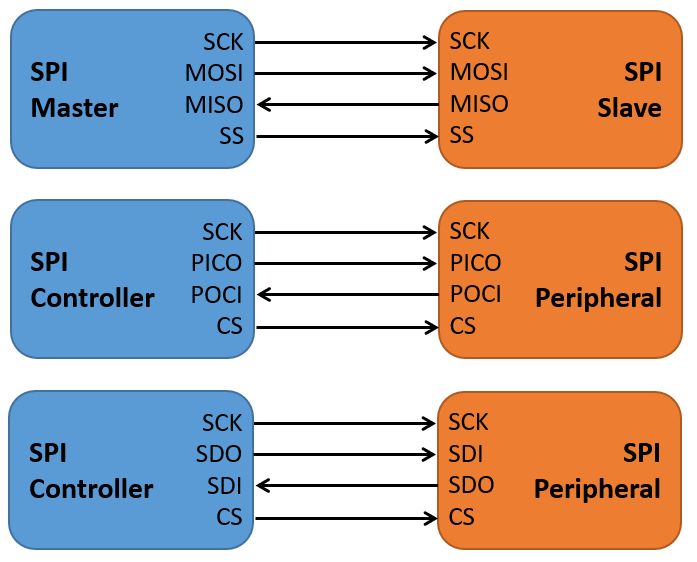 SCK SCK
SPI MOSI MOSI SPI
Master MISO MISO Slave
SS SS
SCK SCK
SPI PICO PICO SPI
Controller POCI POCI Peripheral
CS CS
SCK SCK
SPI SDO SDI SPI
Controller SDI SDO Peripheral
CS CS